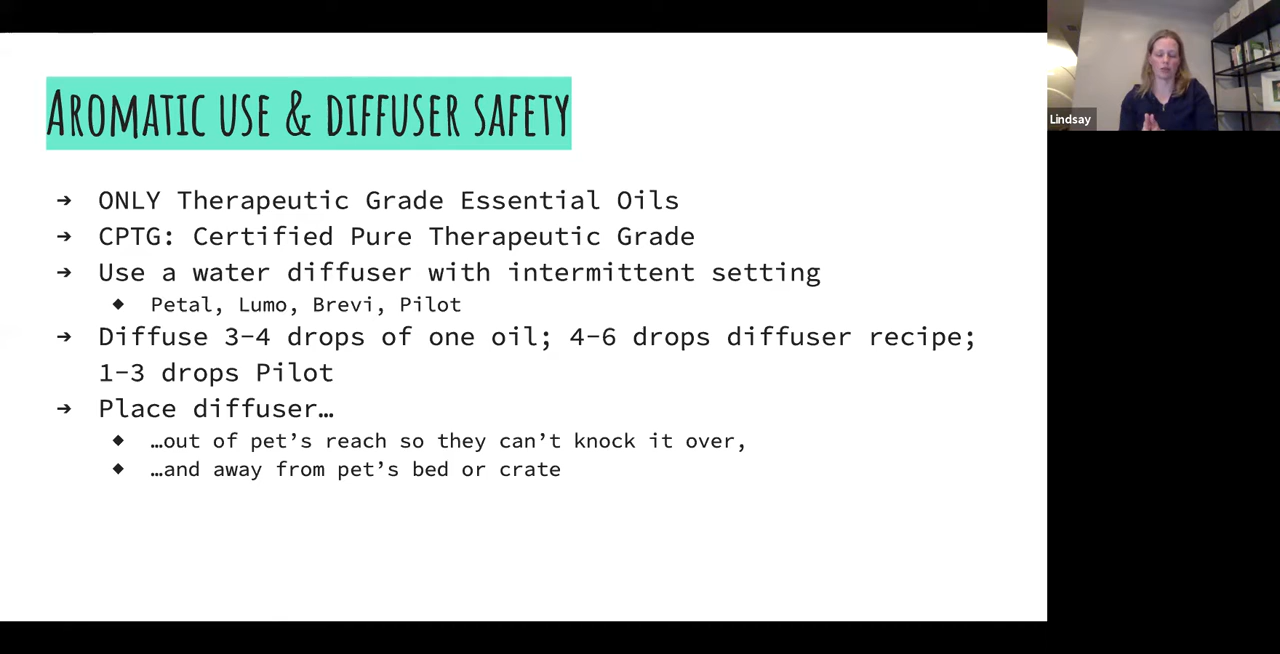 AROMATIC USE & DIFFUSER SAFETY
➔ ONLY Therapeutic Grade Essential Oils
➔ CPTG: Certified Pure Therapeutic Grade
➔ Use a water diffuser with intermittent setting
◆ Petal, Lumo, Brevi, Pilot
➔ Diffuse 3-4 drops of one oil; 4-6 drops diffuser recipe;
1-3 drops Pilot
➔ Place diffuser…
◆ …out of pet’s reach so they can’t knock it over,
◆ …and away from pet’s bed or crate
Lindsay